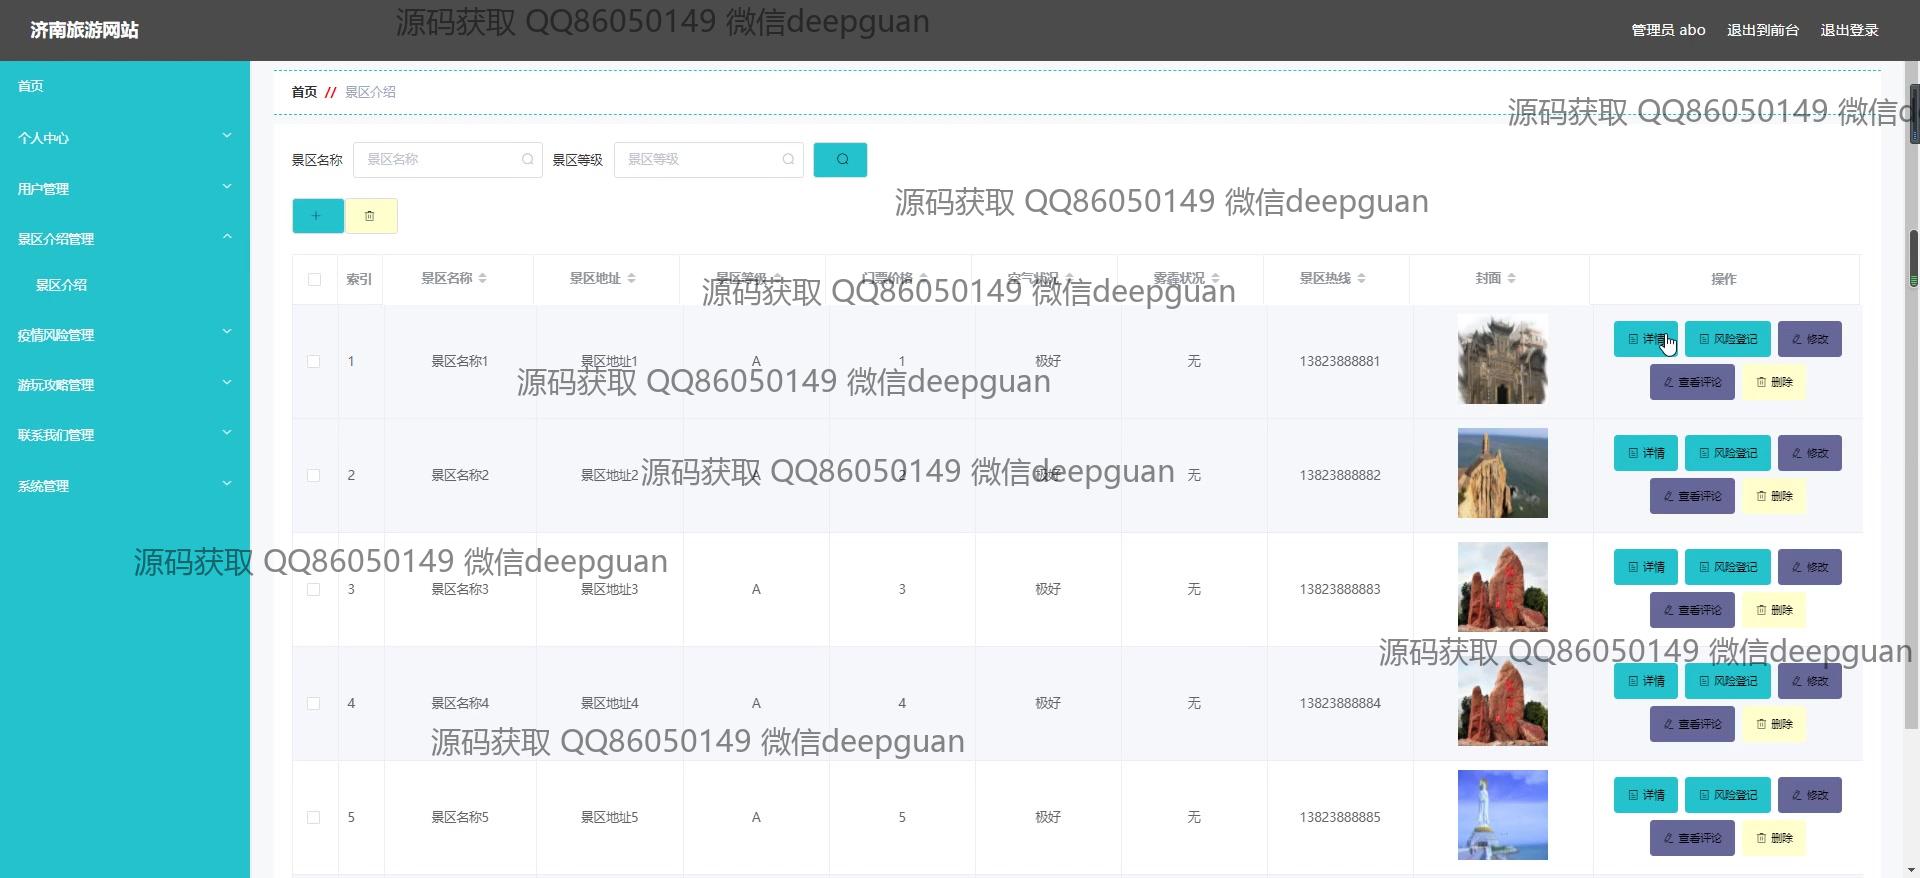 济南旅游网站
源码获取 QQ86050149 微信deepguan
管理员 abo 退出到前台 退出登录
首页
个人中心
用户管理
景区介绍管理
景区介绍
疫情风险管理
游玩攻略管理
联系我们管理
系统管理
首页 // 景区介绍
源码获取 QQ86050149 微信de
景区名称 景区名称 景区等级 景区等级
源码获取 QQ86050149 微信deepguan
索引 景区名称 景区地址 景区等级 门票价格 空气状况 雾霾状况 景区热线 封面 操作
源码获取 QQ86050149 微信deepguan
1 景区名称1 景区地址1 A 1 极好 无 13823888881 详情 风险登记 修改
查看评论 删除
源码获取 QQ86050149 微信deepguan
2 景区名称2 景区地址2 A 2 极好 无 13823888882 详情 风险登记 修改
查看评论 删除
源码获取 QQ86050149 微信deepguan
源码获取 QQ86050149 微信deepguan
3 景区名称3 景区地址3 A 3 极好 无 13823888883 详情 风险登记 修改
查看评论 删除
源码获取 QQ86050149 微信deepguan
4 景区名称4 景区地址4 A 4 极好 无 13823888884 详情 风险登记 修改
查看评论 删除
源码获取 QQ86050149 微信deepguan
5 景区名称5 景区地址5 A 5 极好 无 13823888885 详情 风险登记 修改
查看评论 删除